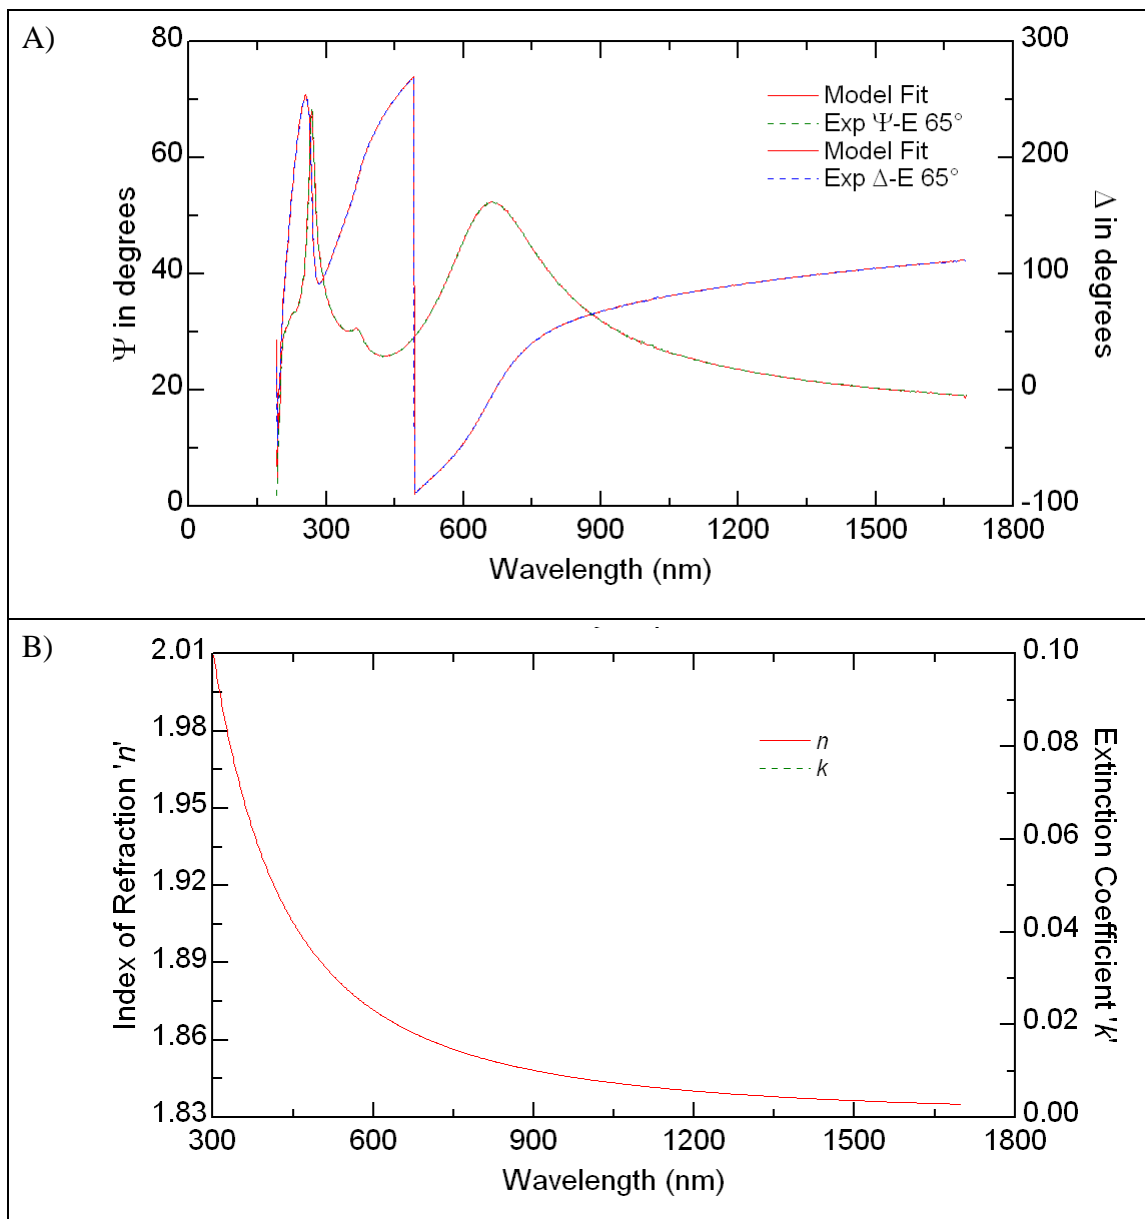 A)
80
60
40
20
0
Ψ in degrees
300
200
100
0
-100
Δ in degrees
Model Fit
Exp Ψ-E 65°
Model Fit
Exp Δ-E 65°
0 300 600 900 1200 1500 1800
Wavelength (nm)
B)
2.01
1.98
1.95
1.92
1.89
1.86
1.83
Index of Refraction 'n'
0.10
0.08
0.06
0.04
0.02
0.00
Extinction Coefficient 'k'
n
k
300 600 900 1200 1500 1800
Wavelength (nm)